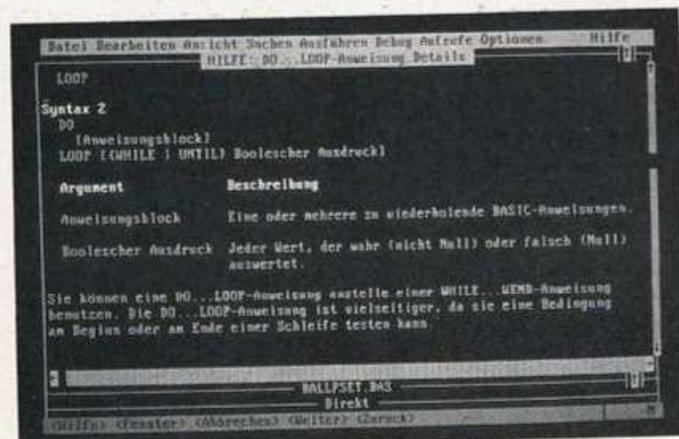 Datei Bearbeiten Ansicht Suchen Ausführen Debug Aufrufe Optionen Hilfe
HILFE: DO...LOOP-Anweisung Details
LOOP
Syntax 2
DO
[Anweisungsblock]
LOOP [{WHILE | UNTIL} Boolescher Ausdruck]
Argument Beschreibung
Anweisungsblock Eine oder mehrere zu wiederholende BASIC-Anweisungen.
Boolescher Ausdruck Jeder Wert, der wahr (nicht Null) oder falsch (Null)
auswertet.
Sie können eine DO...LOOP-Anweisung anstelle einer WHILE...WEND-Anweisung
benutzen. Die DO...LOOP-Anweisung ist vielseitiger, da sie eine Bedingung
am Beginn oder am Ende einer Schleife testen kann
BALLPSET.BAS
Direkt
<Hilfe> <Fenster> <Abbrechen> <Weiter> <Zurück> N